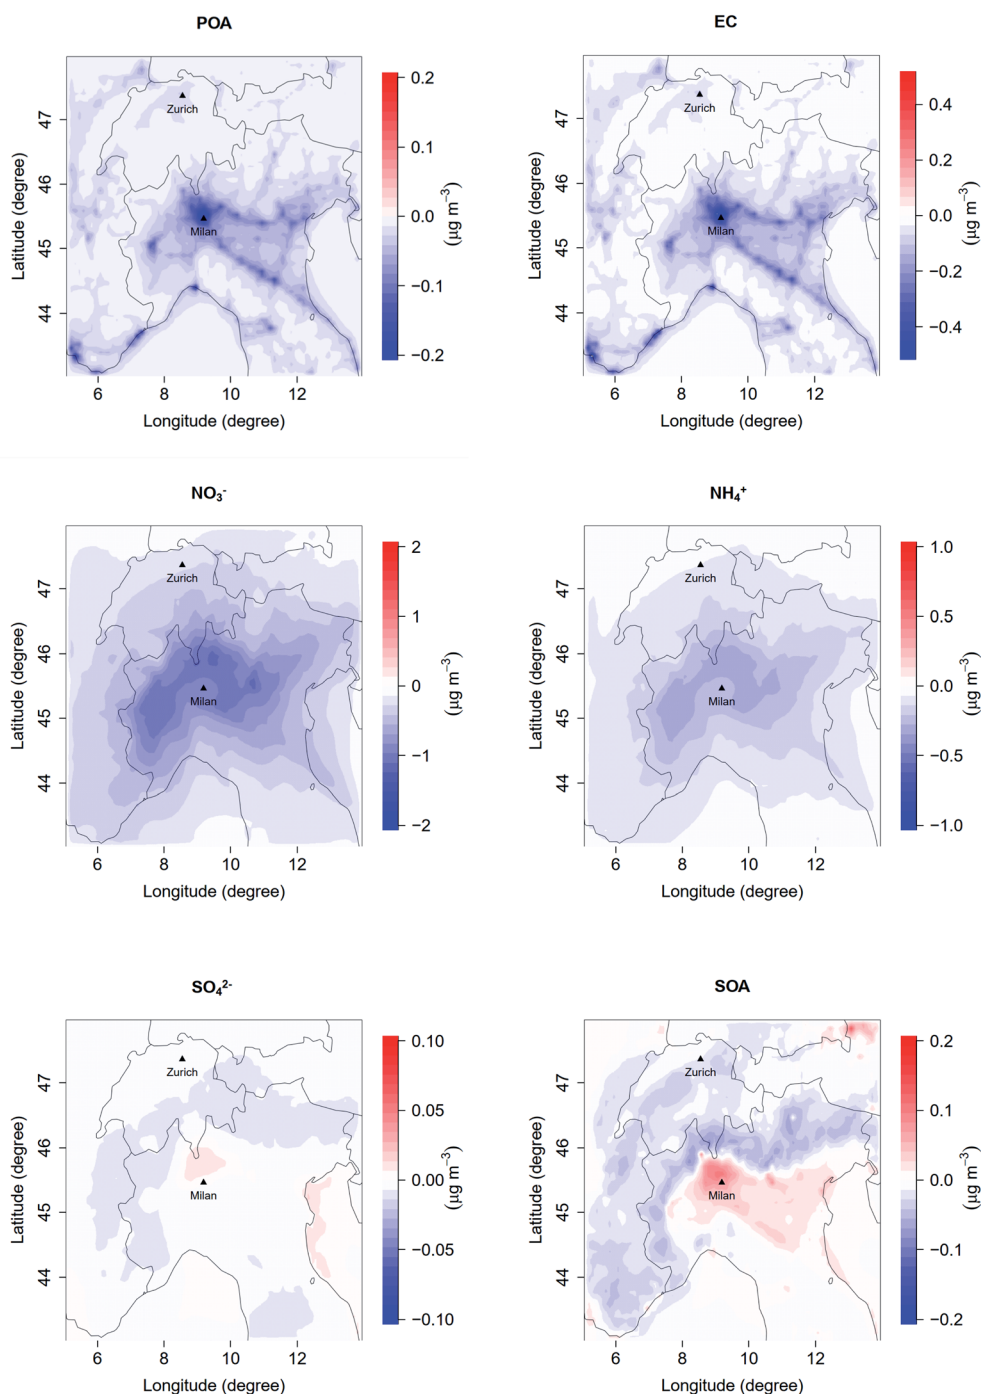 POA
0.2
0.1
0.0
−0.1
−0.2
(μg m⁻³)
47
46
45
44
Latitude (degree)
6 8 10 12
Longitude (degree)
Zurich
Milan
EC
0.4
0.2
0.0
−0.2
−0.4
(μg m⁻³)
47
46
45
44
Latitude (degree)
6 8 10 12
Longitude (degree)
Zurich
Milan
NO₃⁻
2
1
0
−1
−2
(μg m⁻³)
47
46
45
44
Latitude (degree)
6 8 10 12
Longitude (degree)
Zurich
Milan
NH₄⁺
1.0
0.5
0.0
−0.5
−1.0
(μg m⁻³)
47
46
45
44
Latitude (degree)
6 8 10 12
Longitude (degree)
Zurich
Milan
SO₄²⁻
0.10
0.05
0.00
−0.05
−0.10
(μg m⁻³)
47
46
45
44
Latitude (degree)
6 8 10 12
Longitude (degree)
Zurich
Milan
SOA
0.2
0.1
0.0
−0.1
−0.2
(μg m⁻³)
47
46
45
44
Latitude (degree)
6 8 10 12
Longitude (degree)
Zurich
Milan